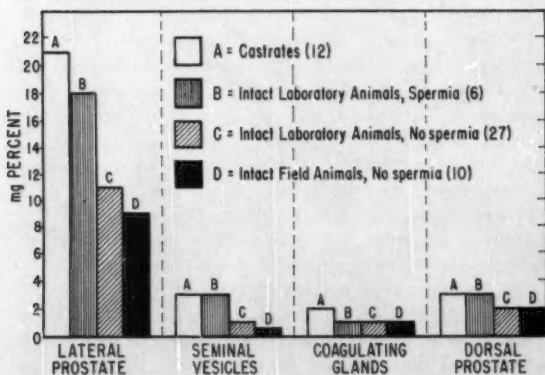 22
20
18
16
14
12
10
8
6
4
2
0
mg PERCENT
A
B
C
D
A = Castrates (12)
B = Intact Laboratory Animals, Spermia (6)
C = Intact Laboratory Animals, No spermia (27)
D = Intact Field Animals, No spermia (10)
A B C D
A B C D
A B C D
LATERAL PROSTATE
SEMINAL VESICLES
COAGULATING GLANDS
DORSAL PROSTATE